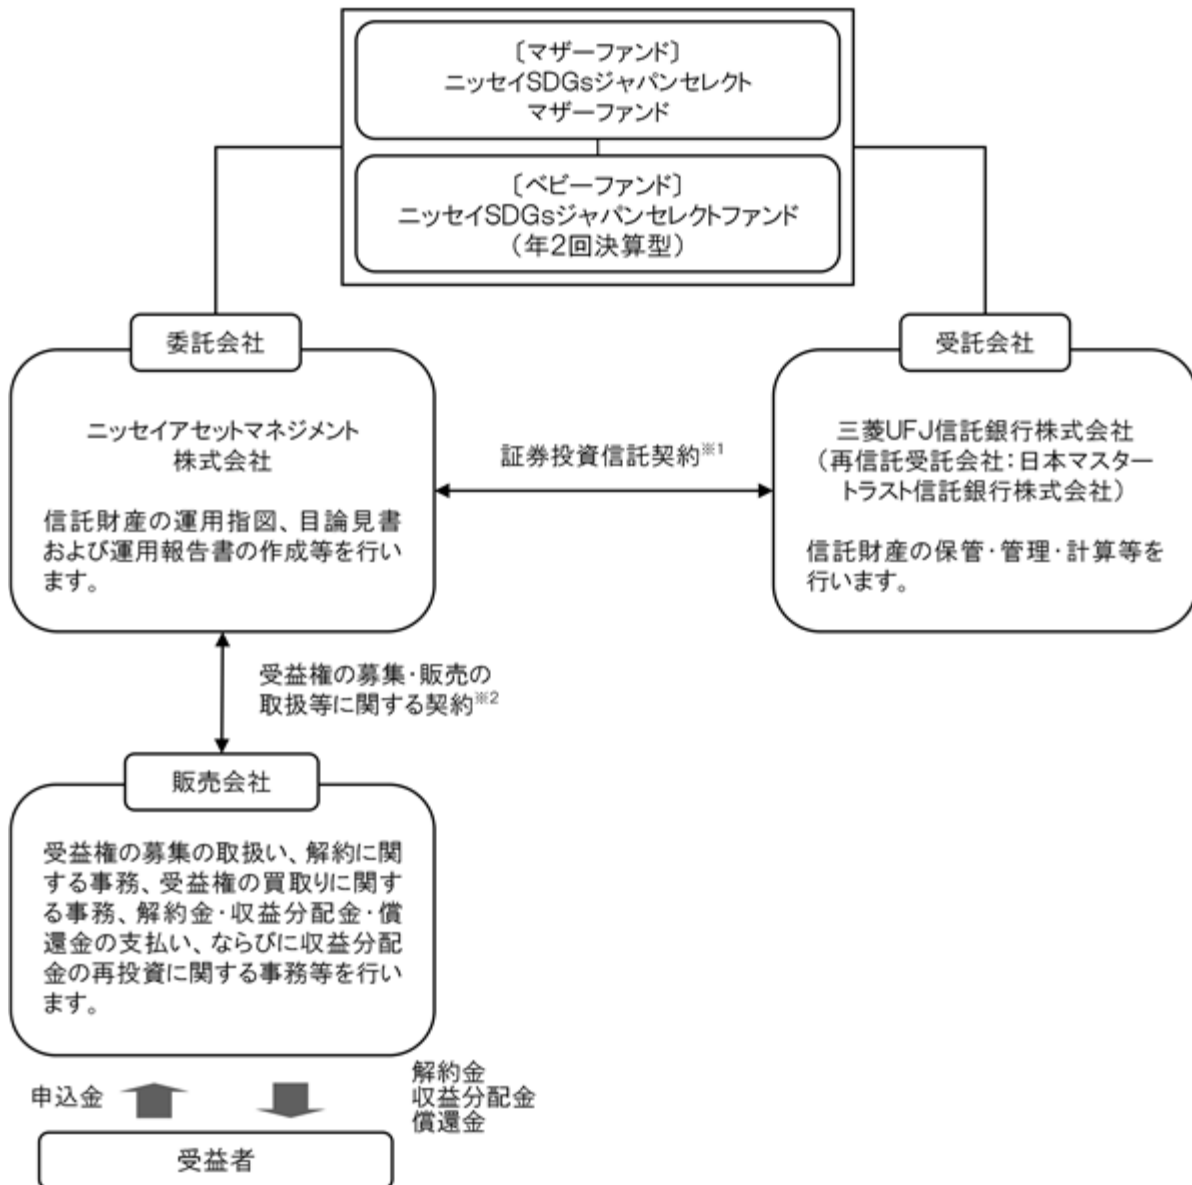 〔マザーファンド〕
ニッセイSDGsジャパンセレクト
マザーファンド
〔ベビーファンド〕
ニッセイSDGsジャパンセレクトファンド
（年2回決算型）
委託会社
ニッセイアセットマネジメント
株式会社
信託財産の運用指図、目論見書
および運用報告書の作成等を行い
ます。
証券投資信託契約※1
受託会社
三菱UFJ信託銀行株式会社
（再信託受託会社：日本マスター
トラスト信託銀行株式会社）
信託財産の保管・管理・計算等を
行います。
受益権の募集・販売の
取扱等に関する契約※2
販売会社
受益権の募集の取扱い、解約に関
する事務、受益権の買取りに関す
る事務、解約金・収益分配金・償
還金の支払い、ならびに収益分配
金の再投資に関する事務等を行い
ます。
申込金
解約金
収益分配金
償還金
受益者